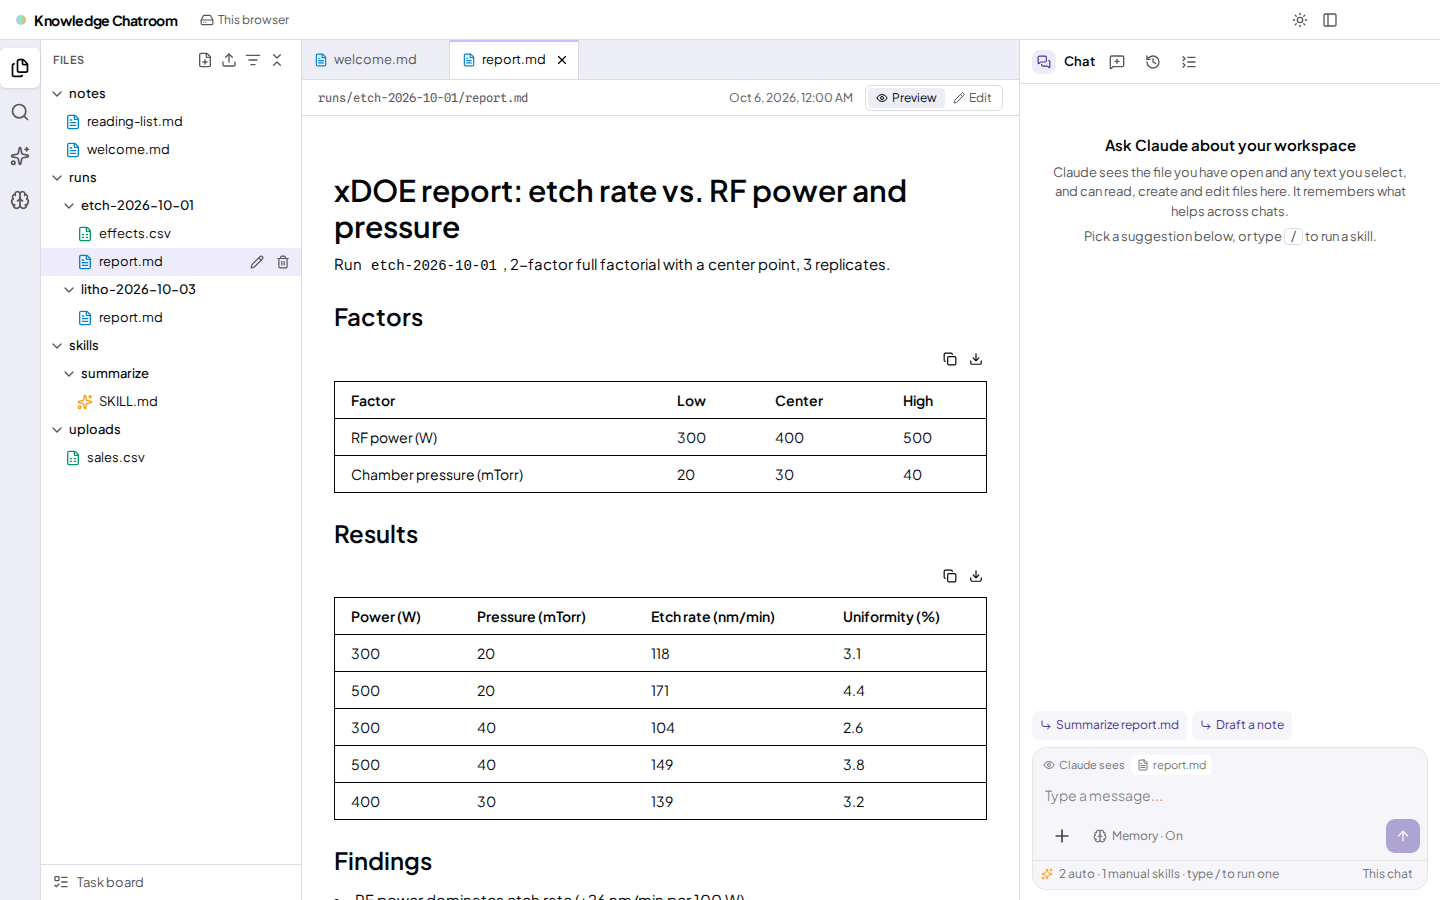 Knowledge Chatroom
This browser
FILES
notes
reading-list.md
welcome.md
runs
etch-2026-10-01
effects.csv
report.md
litho-2026-10-03
report.md
skills
summarize
SKILL.md
uploads
sales.csv
Task board
welcome.md
report.md
runs/etch-2026-10-01/report.md
Oct 6, 2026, 12:00 AM
Preview
Edit
xDOE report: etch rate vs. RF power and
pressure
Run etch-2026-10-01 , 2-factor full factorial with a center point, 3 replicates.
Factors
Factor Low Center High
RF power (W) 300 400 500
Chamber pressure (mTorr) 20 30 40
Results
Power (W) Pressure (mTorr) Etch rate (nm/min) Uniformity (%)
300 20 118 3.1
500 20 171 4.4
300 40 104 2.6
500 40 149 3.8
400 30 139 3.2
Findings
RF power dominates etch rate (+26 nm/min per 100 W)
Chat
Ask Claude about your workspace
Claude sees the file you have open and any text you select,
and can read, create and edit files here. It remembers what
helps across chats.
Pick a suggestion below, or type / to run a skill.
Summarize report.md
Draft a note
Claude sees report.md
Type a message...
Memory · On
2 auto · 1 manual skills · type / to run one
This chat